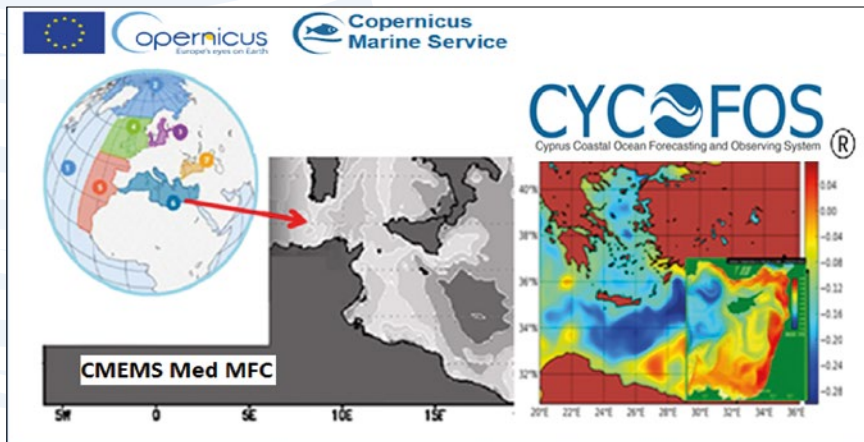 Copernicus
Europe's eyes on Earth
Copernicus
Marine Service
CYCOFOS
Cyprus Coastal Ocean Forecasting and Observing System
®
CMEMS Med MFC
5W 0 5E 10E 15E
41°N
38°N
36°N
34°N
32°N
20°E 22°E 24°E 26°E 28°E 30°E 32°E 34°E 36°E
0.04
0.00
−0.04
−0.08
−0.12
−0.16
−0.20
−0.24
−0.28